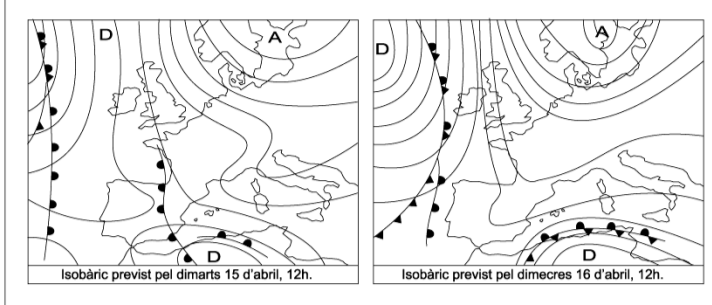 D
A
D
Isobàric previst pel dimarts 15 d'abril, 12h.
D
A
D
Isobàric previst pel dimecres 16 d'abril, 12h.